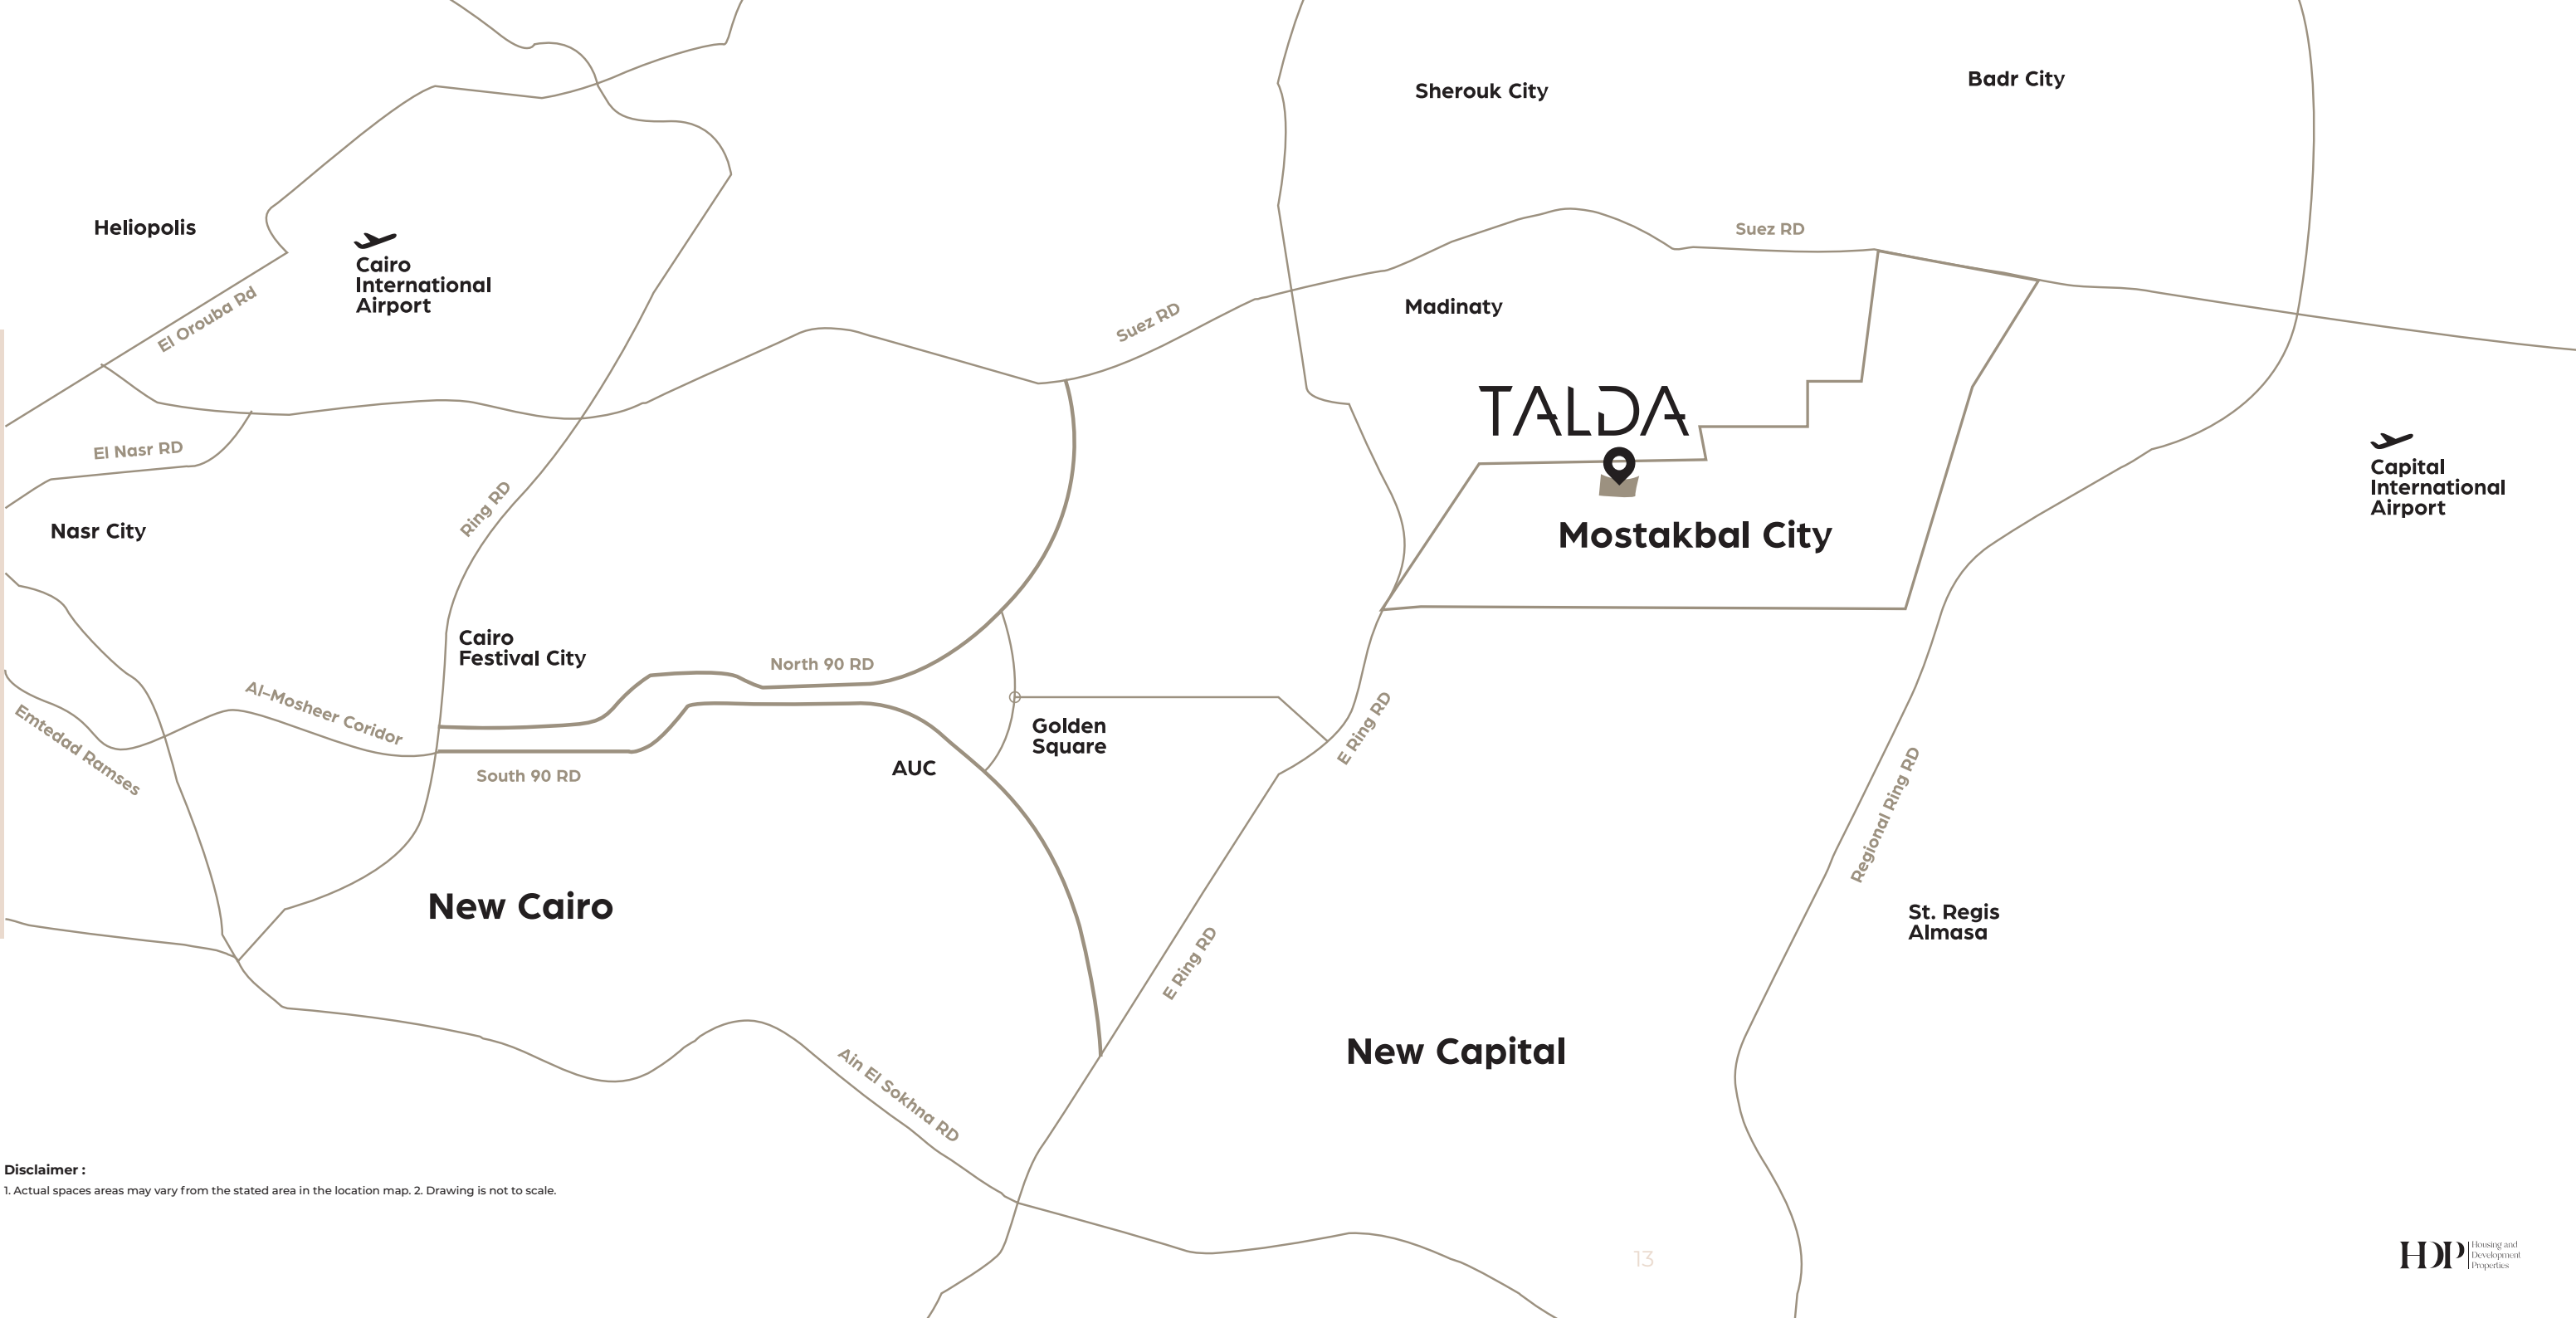 Sherouk City
Badr City
Heliopolis
Suez RD
Cairo
International
Airport
El Orouba Rd
Suez RD
Madinaty
TALDA
El Nasr RD
Capital
International
Airport
Ring RD
Nasr City
Mostakbal City
Cairo
Festival City
North 90 RD
Al-Mosheer Coridor
Emtedad Ramses
Golden
Square
E Ring RD
South 90 RD
AUC
Regional Ring RD
New Cairo
St. Regis
Almasa
E Ring RD
New Capital
Ain El Sokhna RD
Disclaimer :
1. Actual spaces areas may vary from the stated area in the location map. 2. Drawing is not to scale.
13
HDP
Housing and
Development
Properties